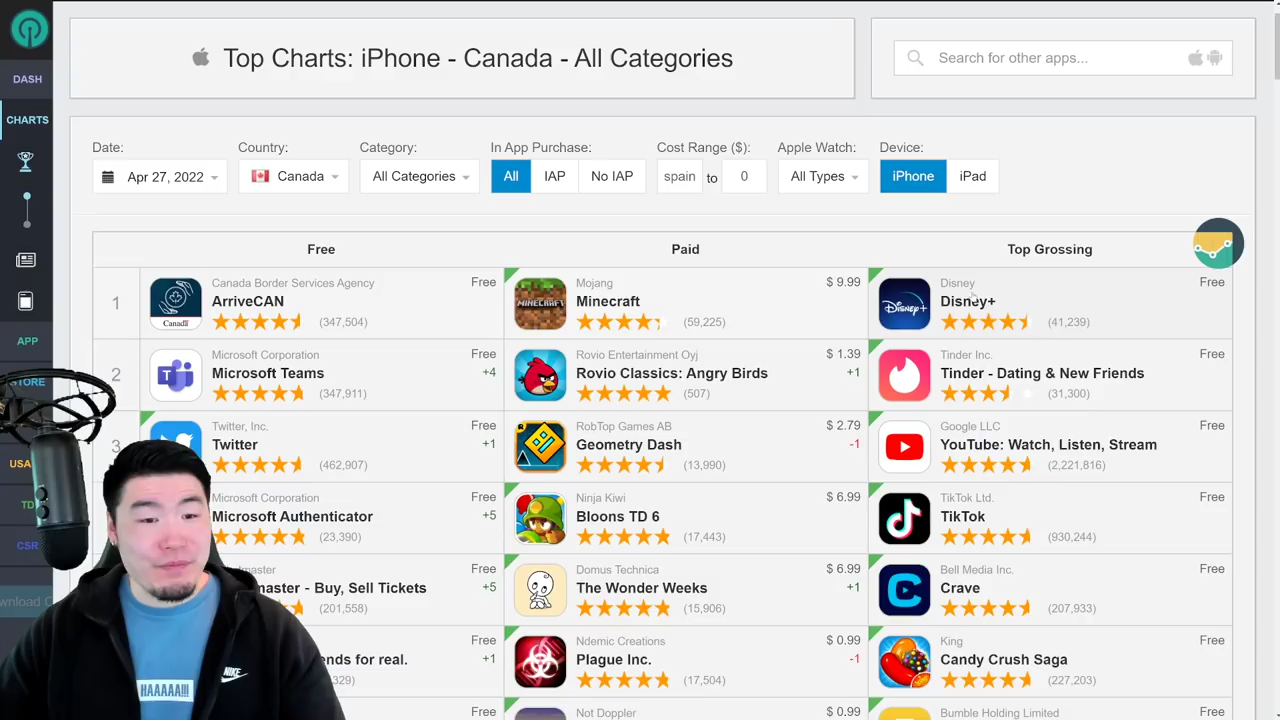 Top Charts: iPhone - Canada - All Categories
Search for other apps...
DASH
CHARTS
APP
STORE
TD
CSR
Date:
Country:
Category:
In App Purchase:
Cost Range ($):
Apple Watch:
Device:
Apr 27, 2022
Canada
All Categories
All
IAP
No IAP
spain
to
0
All Types
iPhone
iPad
Free
Paid
Top Grossing
1
Canada Border Services Agency
Free
ArriveCAN
(347,504)
Canada
Mojang
$ 9.99
Minecraft
(59,225)
MINECRAFT
Disney
Free
Disney+
(41,239)
Disney+
2
Microsoft Corporation
Free
Microsoft Teams
+4
(347,911)
Rovio Entertainment Oyj
$ 1.39
Rovio Classics: Angry Birds
+1
(507)
Tinder Inc.
Free
Tinder - Dating & New Friends
(31,300)
3
Twitter, Inc.
Free
Twitter
+1
(462,907)
RobTop Games AB
$ 2.79
Geometry Dash
-1
(13,990)
Google LLC
Free
YouTube: Watch, Listen, Stream
(2,221,816)
Microsoft Corporation
Free
Microsoft Authenticator
+5
(23,390)
Ninja Kiwi
$ 6.99
Bloons TD 6
(17,443)
TikTok Ltd.
Free
TikTok
(930,244)
Free
master - Buy, Sell Tickets
+5
(201,558)
Domus Technica
$ 6.99
The Wonder Weeks
+1
(15,906)
Bell Media Inc.
Free
Crave
(207,933)
Free
for real.
+1
Ndemic Creations
$ 0.99
Plague Inc.
-1
(17,504)
King
Free
Candy Crush Saga
(227,203)
Free
Not Doppler
$ 0.99
Bumble Holding Limited
Free
HAAAAA!!!
NIKE